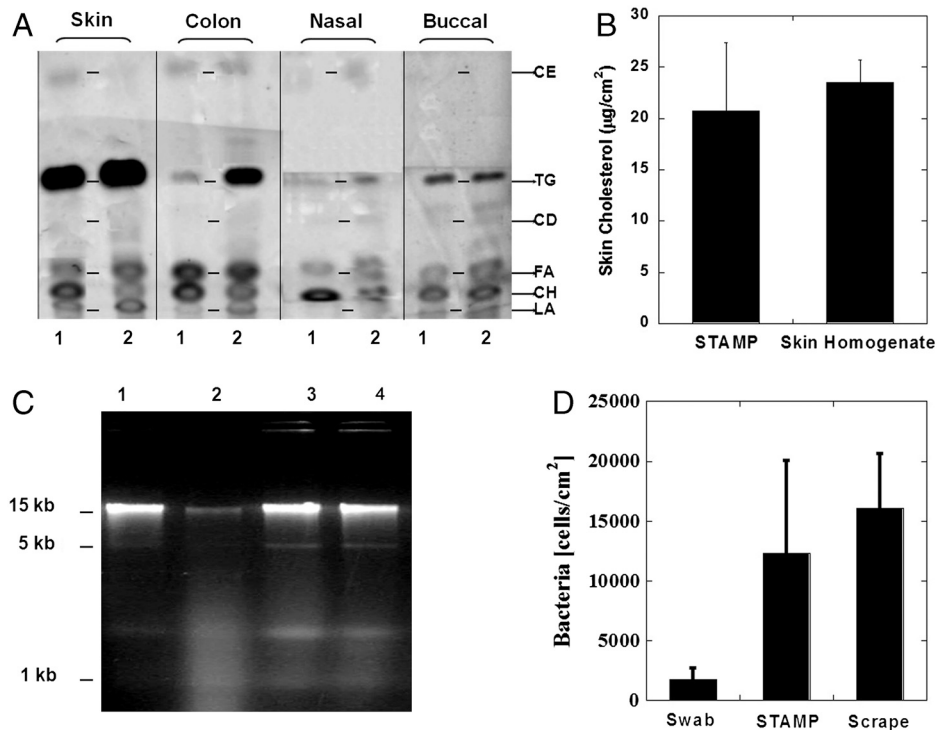 A
Skin Colon Nasal Buccal
CE
TG
CD
FA
CH
LA
1 2 1 2 1 2 1 2
B
Skin Cholesterol (µg/cm²)
30
25
20
15
10
5
0
STAMP Skin Homogenate
C
1 2 3 4
15 kb
5 kb
1 kb
D
Bacteria [cells/cm²]
25000
20000
15000
10000
5000
0
Swab STAMP Scrape